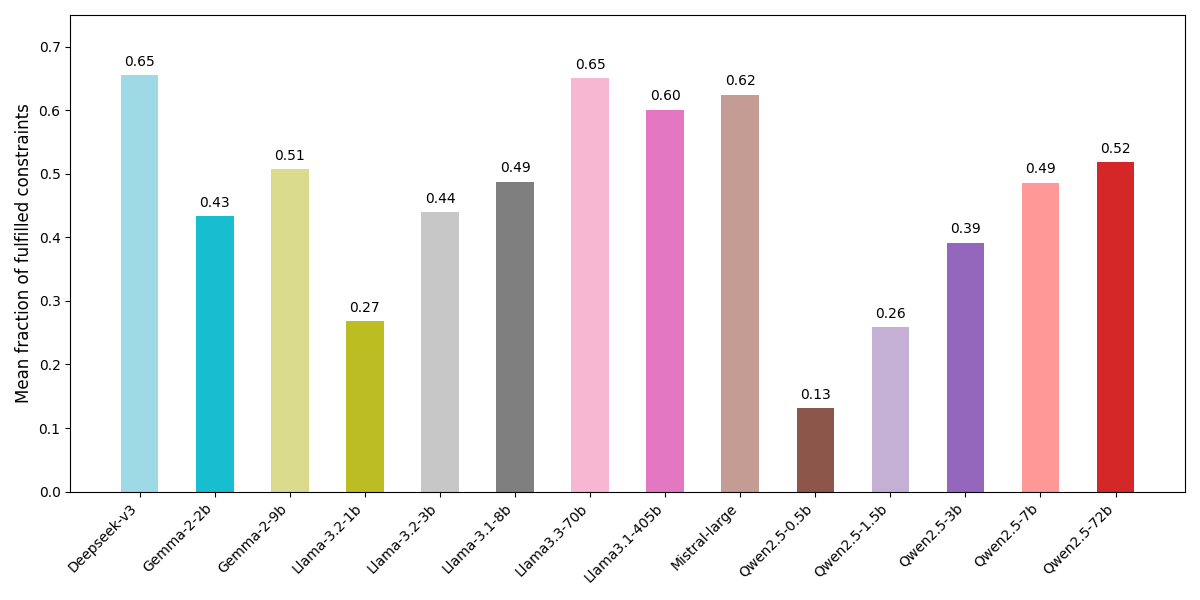 Mean fraction of fulfilled constraints
0.7
0.6
0.5
0.4
0.3
0.2
0.1
0.0
0.65
0.43
0.51
0.27
0.44
0.49
0.65
0.60
0.62
0.13
0.26
0.39
0.49
0.52
Deepseek-v3
Gemma-2-2b
Gemma-2-9b
Llama-3.2-1b
Llama-3.2-3b
Llama-3.1-8b
Llama3.3-70b
Llama3.1-405b
Mistral-large
Qwen2.5-0.5b
Qwen2.5-1.5b
Qwen2.5-3b
Qwen2.5-7b
Qwen2.5-72b